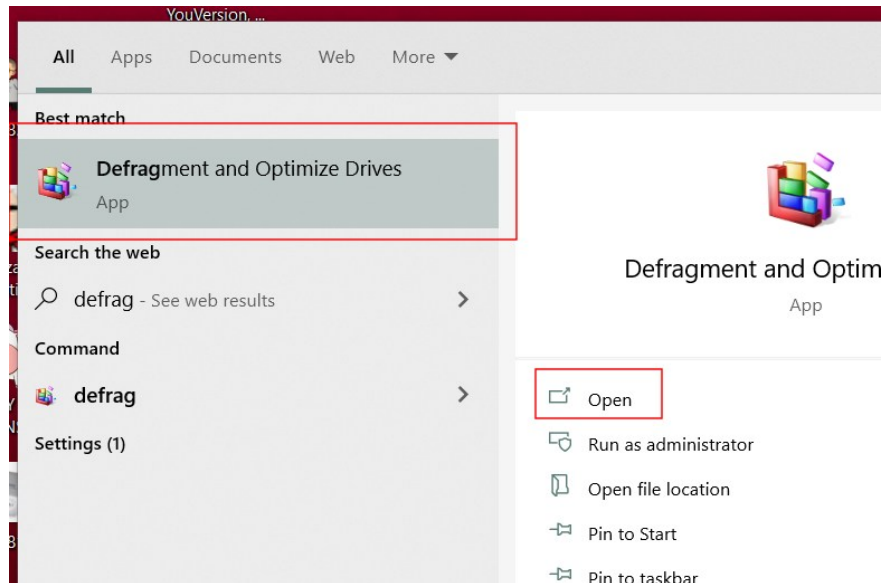 YouVersion, ...
All Apps Documents Web More
Best match
Defragment and Optimize Drives
App
Search the web
defrag - See web results
Command
defrag
Settings (1)
Defragment and Optim
App
Open
Run as administrator
Open file location
Pin to Start
Pin to taskbar